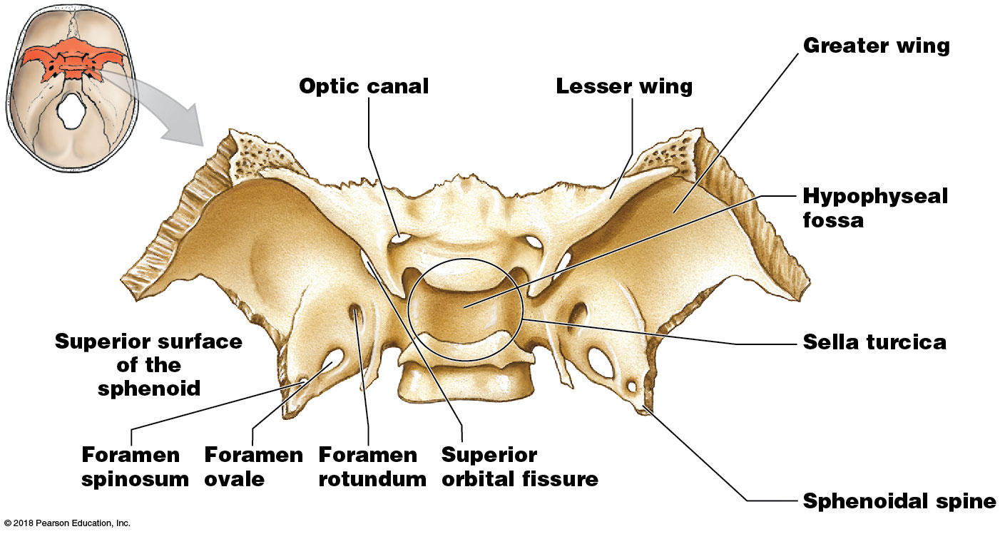 Greater wing
Optic canal
Lesser wing
Hypophyseal
fossa
Superior surface
of the
sphenoid
Sella turcica
Foramen
spinosum
Foramen
ovale
Foramen
rotundum
Superior
orbital fissure
Sphenoidal spine
© 2018 Pearson Education, Inc.